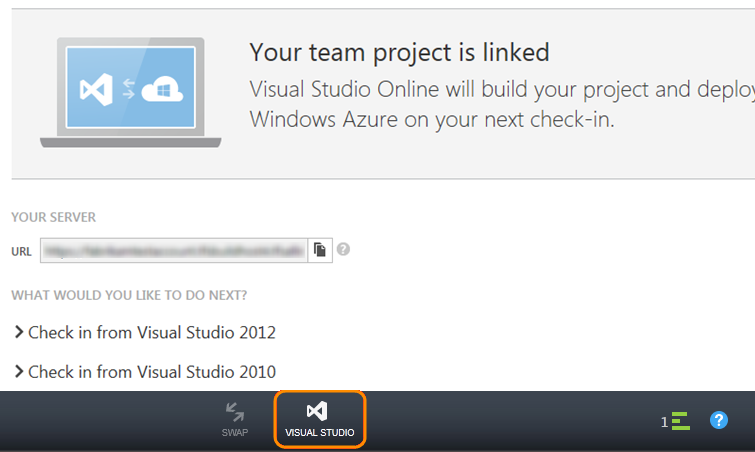 Your team project is linked
Visual Studio Online will build your project and deploy
Windows Azure on your next check-in.
YOUR SERVER
URL
?
WHAT WOULD YOU LIKE TO DO NEXT?
Check in from Visual Studio 2012
Check in from Visual Studio 2010
SWAP
VISUAL STUDIO
1
?